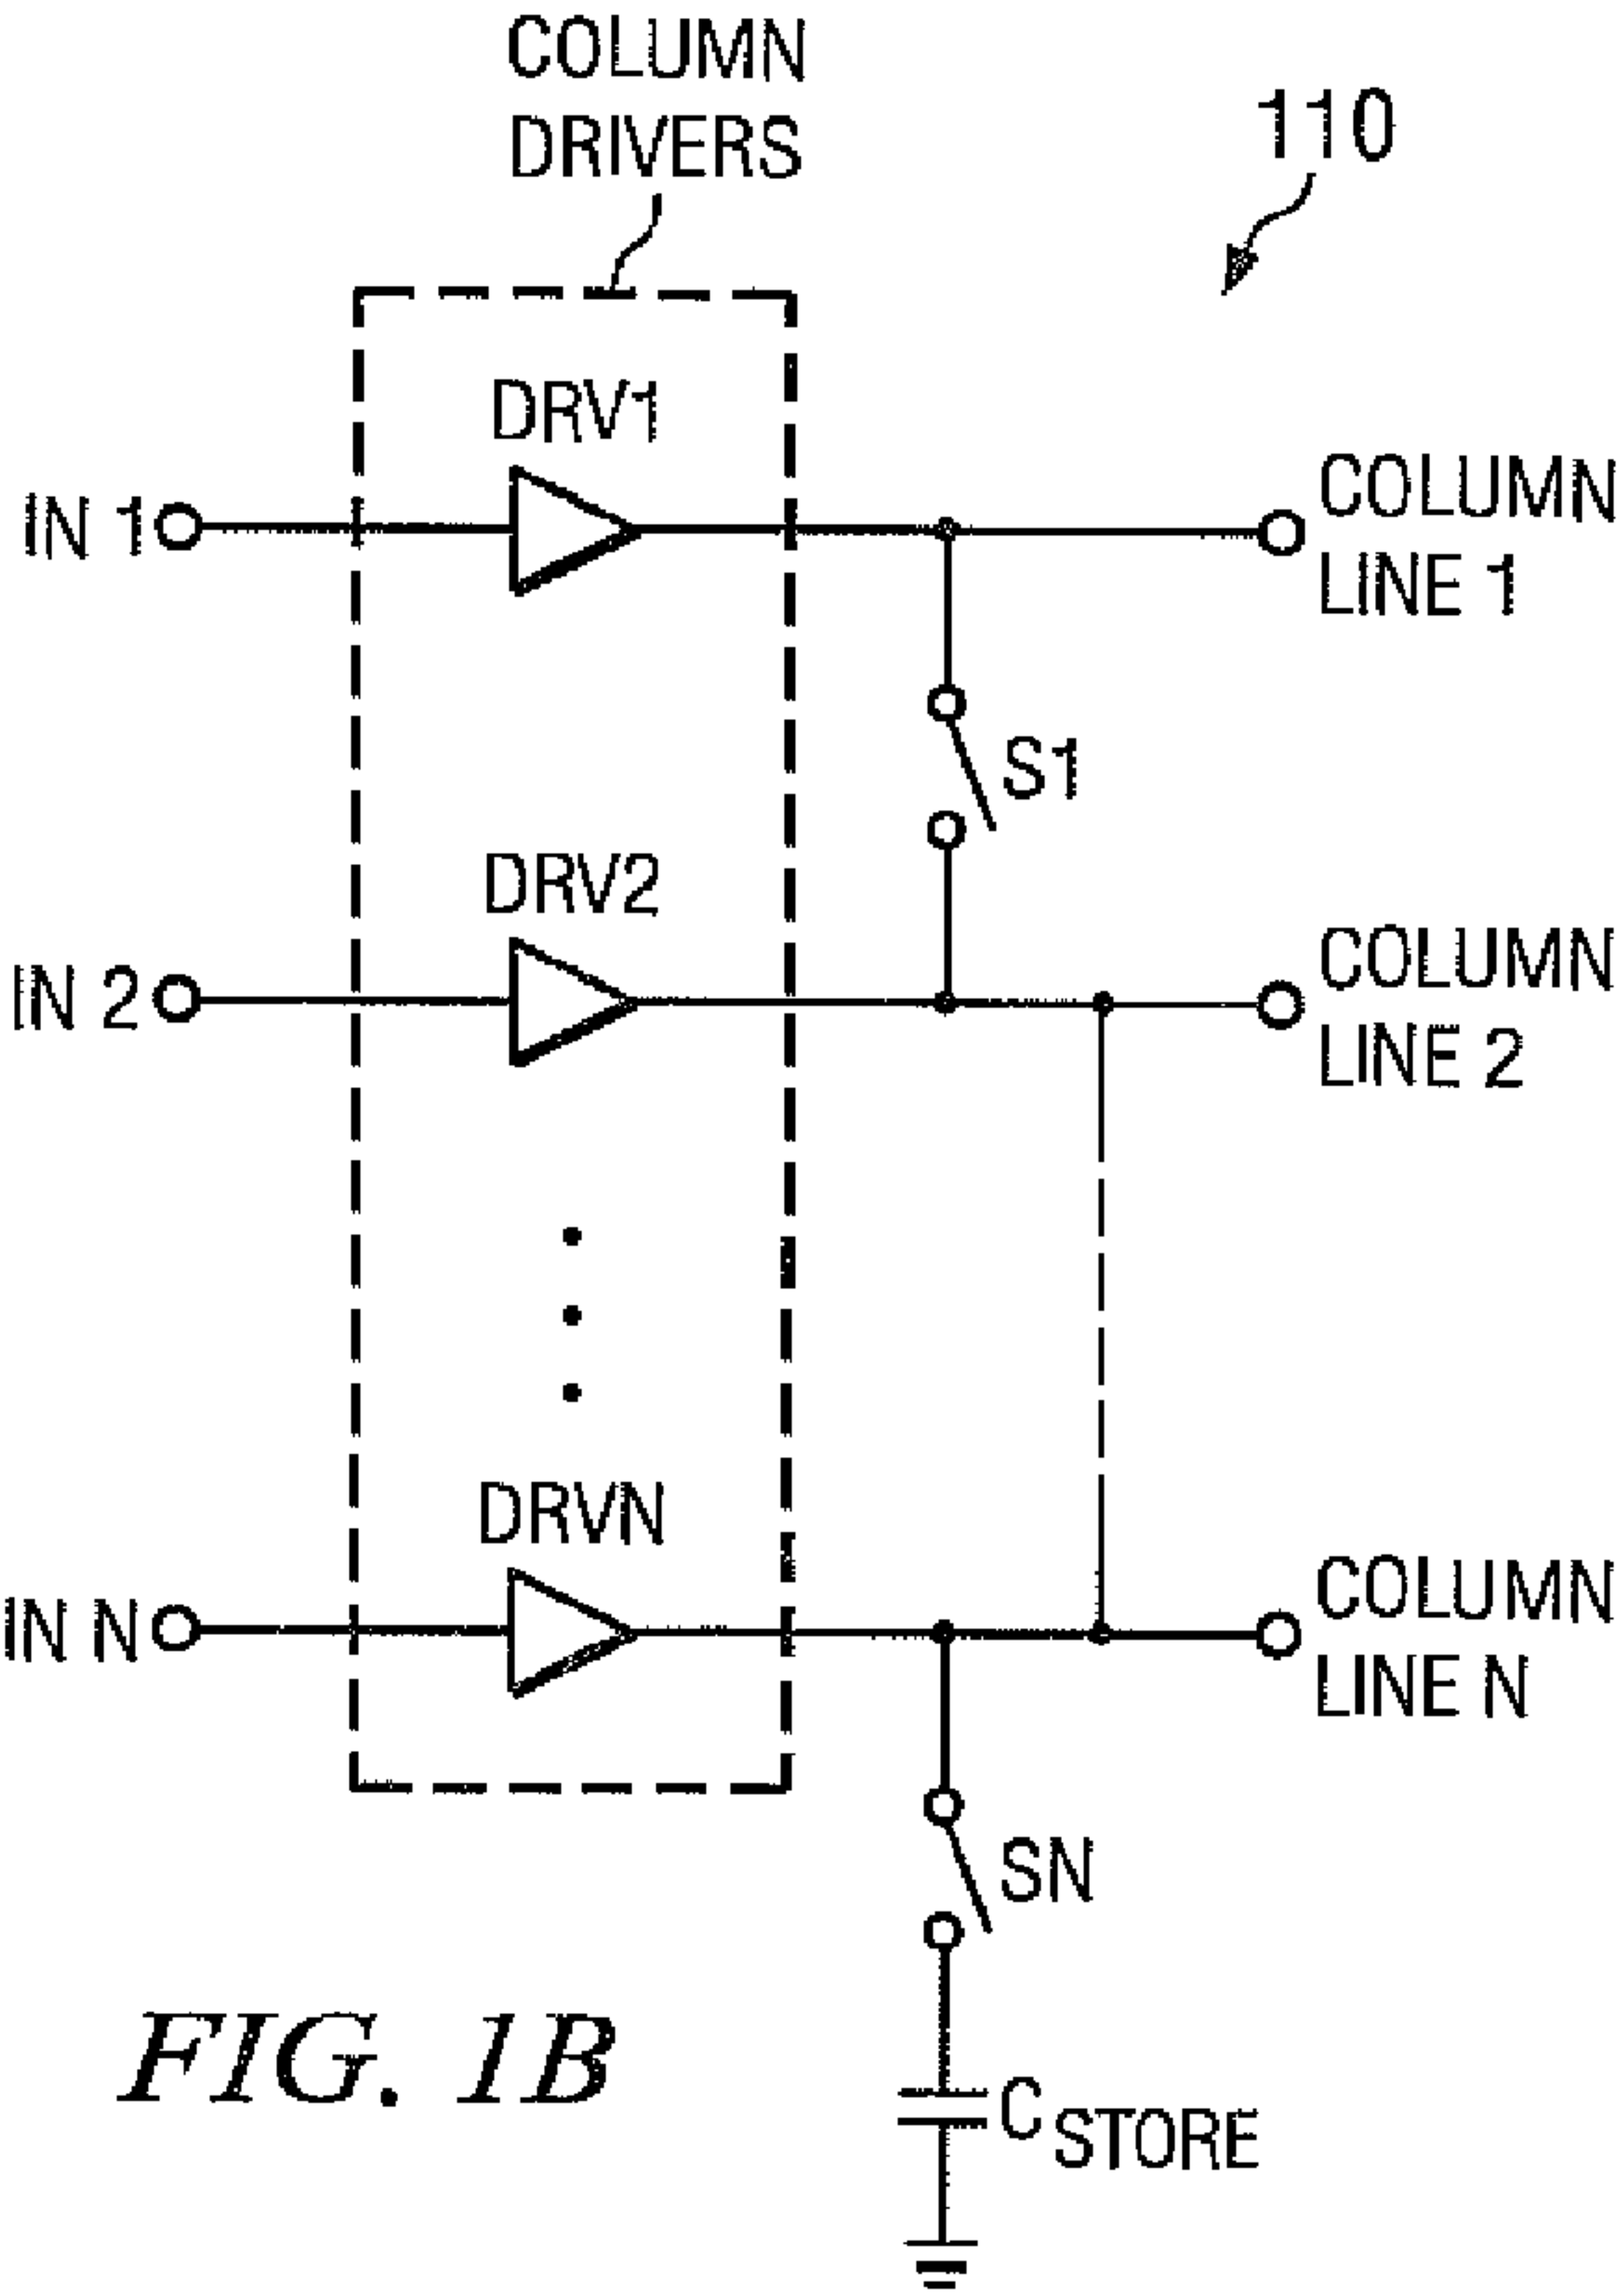 COLUMN
DRIVERS
110
DRV1
IN 1
COLUMN
LINE 1
S1
DRV2
IN 2
COLUMN
LINE 2
DRVN
IN N
COLUMN
LINE N
SN
FIG. 1B
C STORE